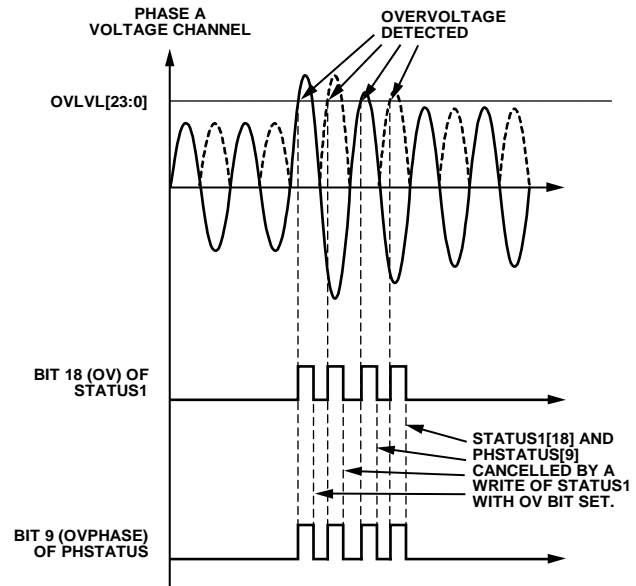 PHASE A
VOLTAGE CHANNEL
OVERVOLTAGE
DETECTED
OVLVL[23:0]
BIT 18 (OV) OF
STATUS1
STATUS1[18] AND
PHSTATUS[9]
CANCELLED BY A
WRITE OF STATUS1
WITH OV BIT SET.
BIT 9 (OVPHASE)
OF PHSTATUS